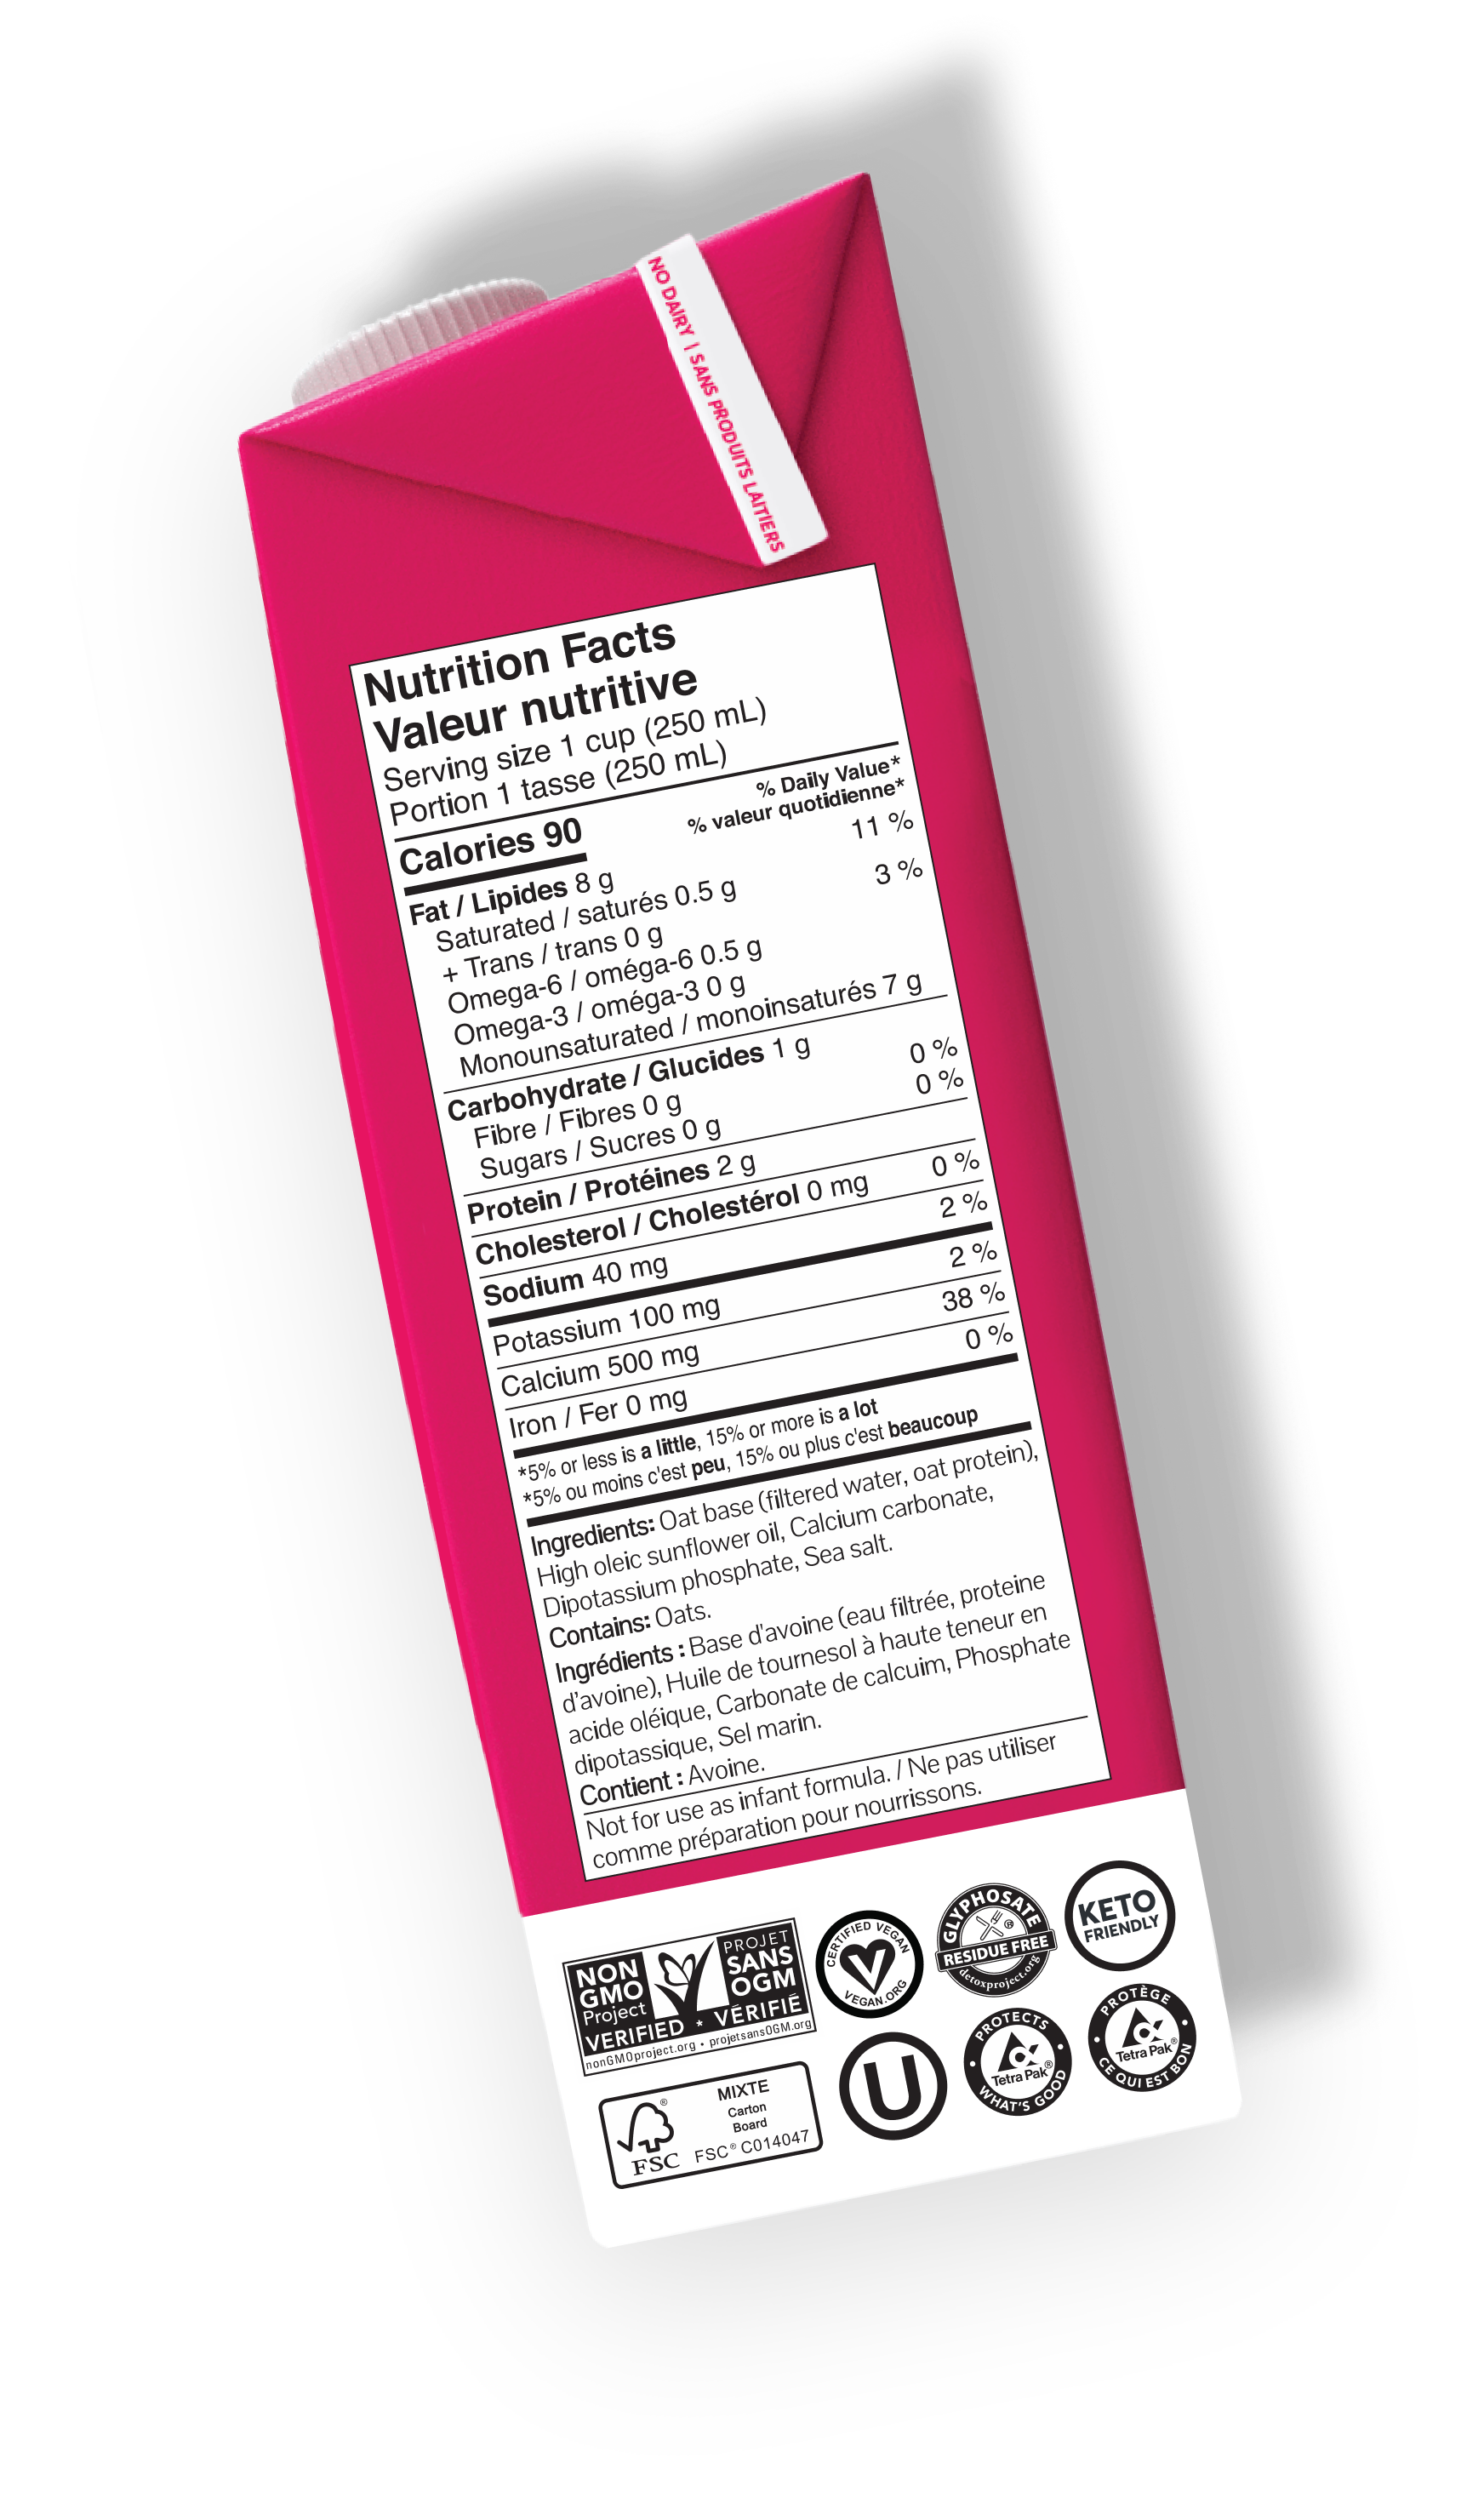 NO DAIRY | SANS PRODUITS LAITIERS
Nutrition Facts
Valeur nutritive
Serving size 1 cup (250 mL)
Portion 1 tasse (250 mL)
% Daily Value*
% valeur quotidienne*
Calories 90
Fat / Lipides 8 g 11 %
Saturated / saturés 0.5 g 3 %
+ Trans / trans 0 g
Omega-6 / oméga-6 0.5 g
Omega-3 / oméga-3 0 g
Monounsaturated / monoinsaturés 7 g
Carbohydrate / Glucides 1 g
Fibre / Fibres 0 g 0 %
Sugars / Sucres 0 g 0 %
Protein / Protéines 2 g
Cholesterol / Cholestérol 0 mg 0 %
Sodium 40 mg 2 %
Potassium 100 mg 2 %
Calcium 500 mg 38 %
Iron / Fer 0 mg 0 %
*5% or less is a little, 15% or more is a lot
*5% ou moins c'est peu, 15% ou plus c'est beaucoup
Ingredients: Oat base (filtered water, oat protein),
High oleic sunflower oil, Calcium carbonate,
Dipotassium phosphate, Sea salt.
Contains: Oats.
Ingrédients : Base d'avoine (eau filtrée, proteine
d'avoine), Huile de tournesol à haute teneur en
acide oléique, Carbonate de calcuim, Phosphate
dipotassique, Sel marin.
Contient : Avoine.
Not for use as infant formula. / Ne pas utiliser
comme préparation pour nourrissons.
NON
GMO
Project
PROJET
SANS
OGM
VERIFIED * VÉRIFIÉ
nonGMOproject.org • projetsansOGM.org
CERTIFIED VEGAN
V
VEGAN.ORG
GLYPHOSATE
®
RESIDUE FREE
detoxproject.org
KETO
FRIENDLY
®
FSC
MIXTE
Carton
Board
FSC® C014047
U
PROTECTS
Tetra Pak®
WHAT'S GOOD
PROTÈGE
Tetra Pak®
CE QUI EST BON